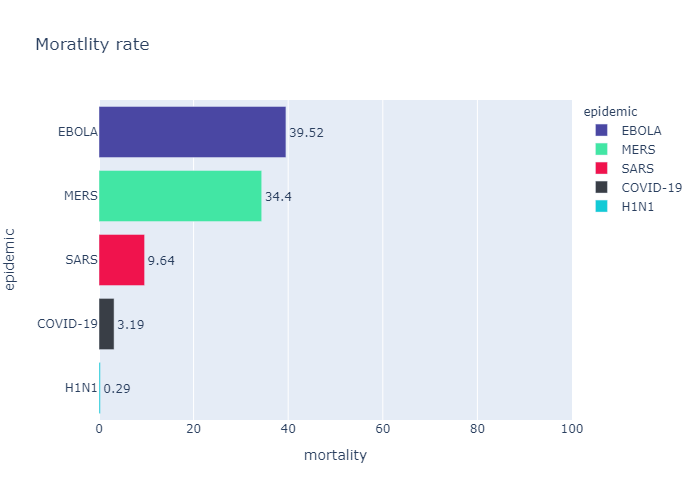 Moratlity rate
epidemic
EBOLA
MERS
SARS
COVID-19
H1N1
39.52
34.4
9.64
3.19
0.29
0
20
40
60
80
100
mortality
epidemic
EBOLA
MERS
SARS
COVID-19
H1N1